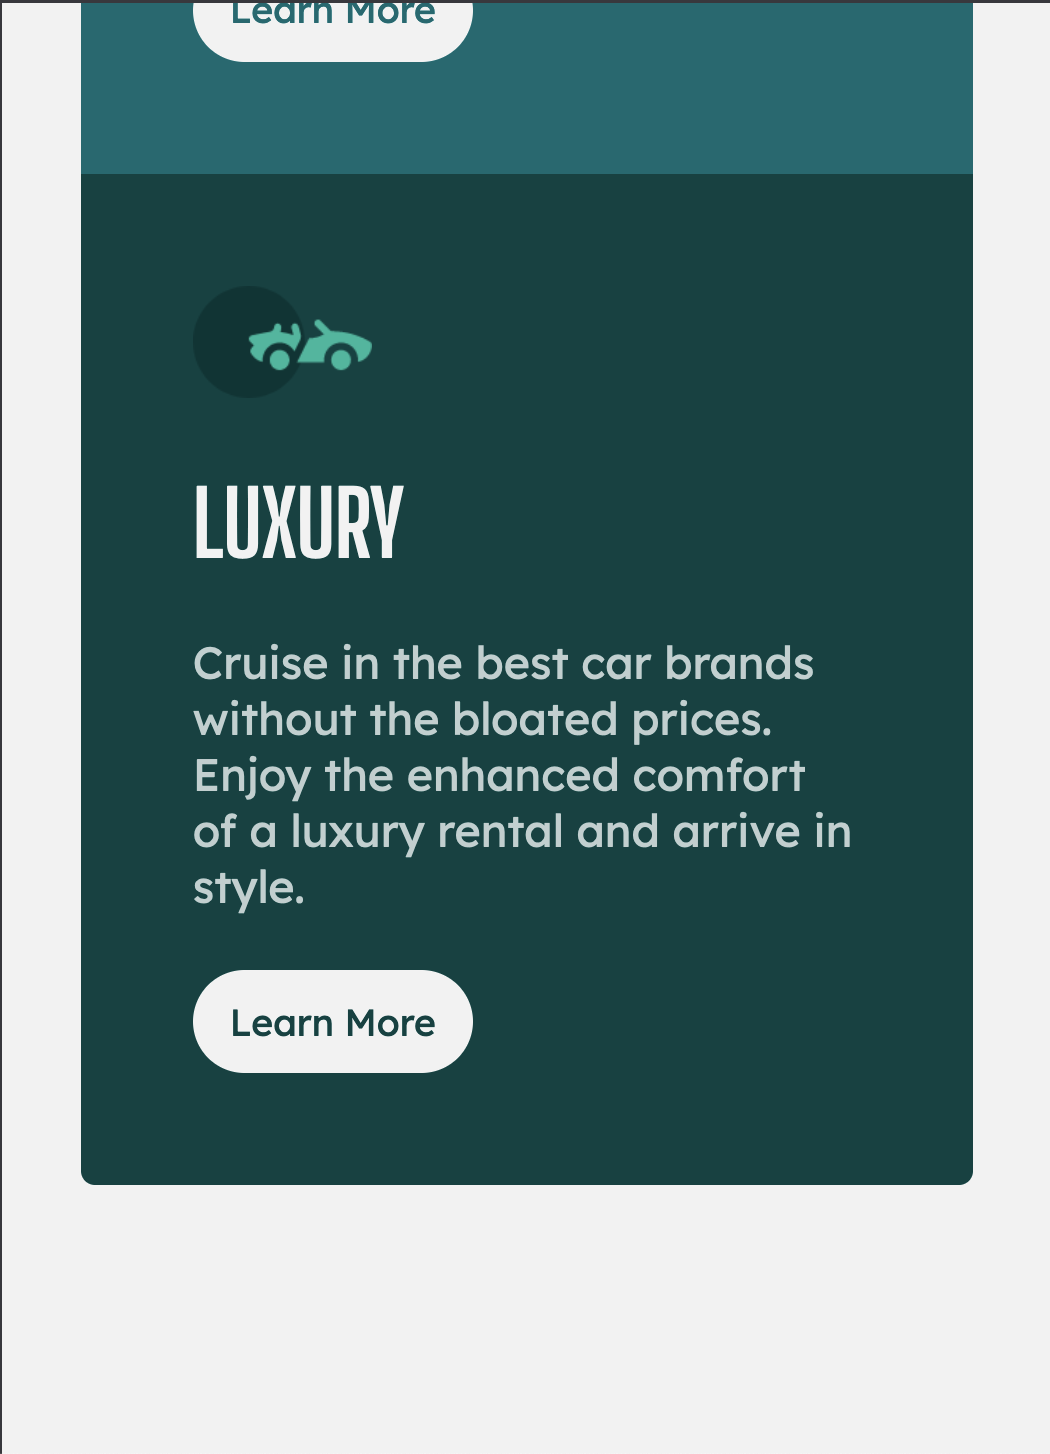 Learn More
LUXURY
Cruise in the best car brands
without the bloated prices.
Enjoy the enhanced comfort
of a luxury rental and arrive in
style.
Learn More